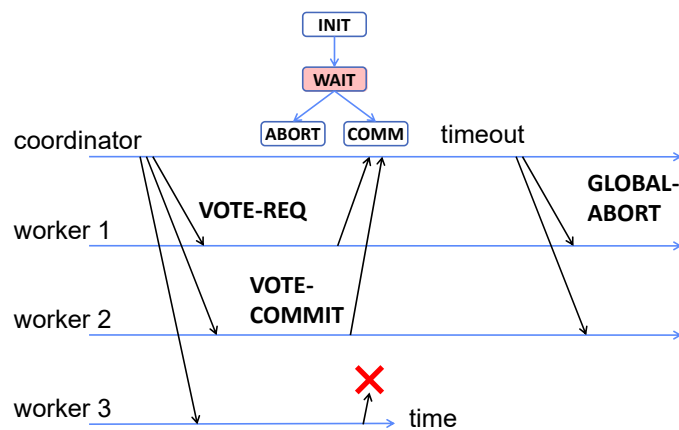 INIT
WAIT
ABORT
COMM
coordinator
timeout
VOTE-REQ
GLOBAL-
ABORT
worker 1
VOTE-
COMMIT
worker 2
worker 3
time